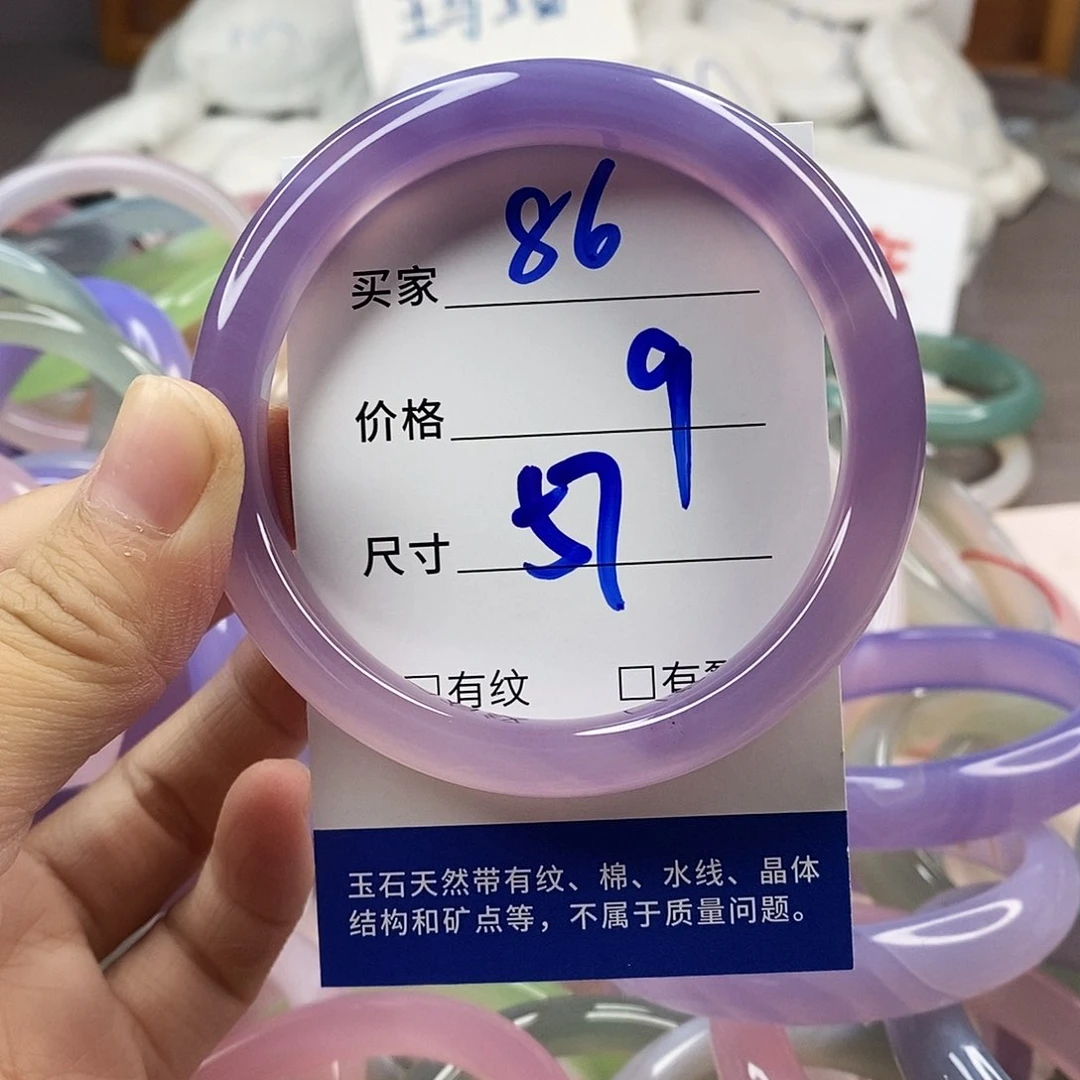 买家 86
价格 9
尺寸 57
□有纹 □有
玉石天然带有纹、棉、水线、晶体
结构和矿点等，不属于质量问题。